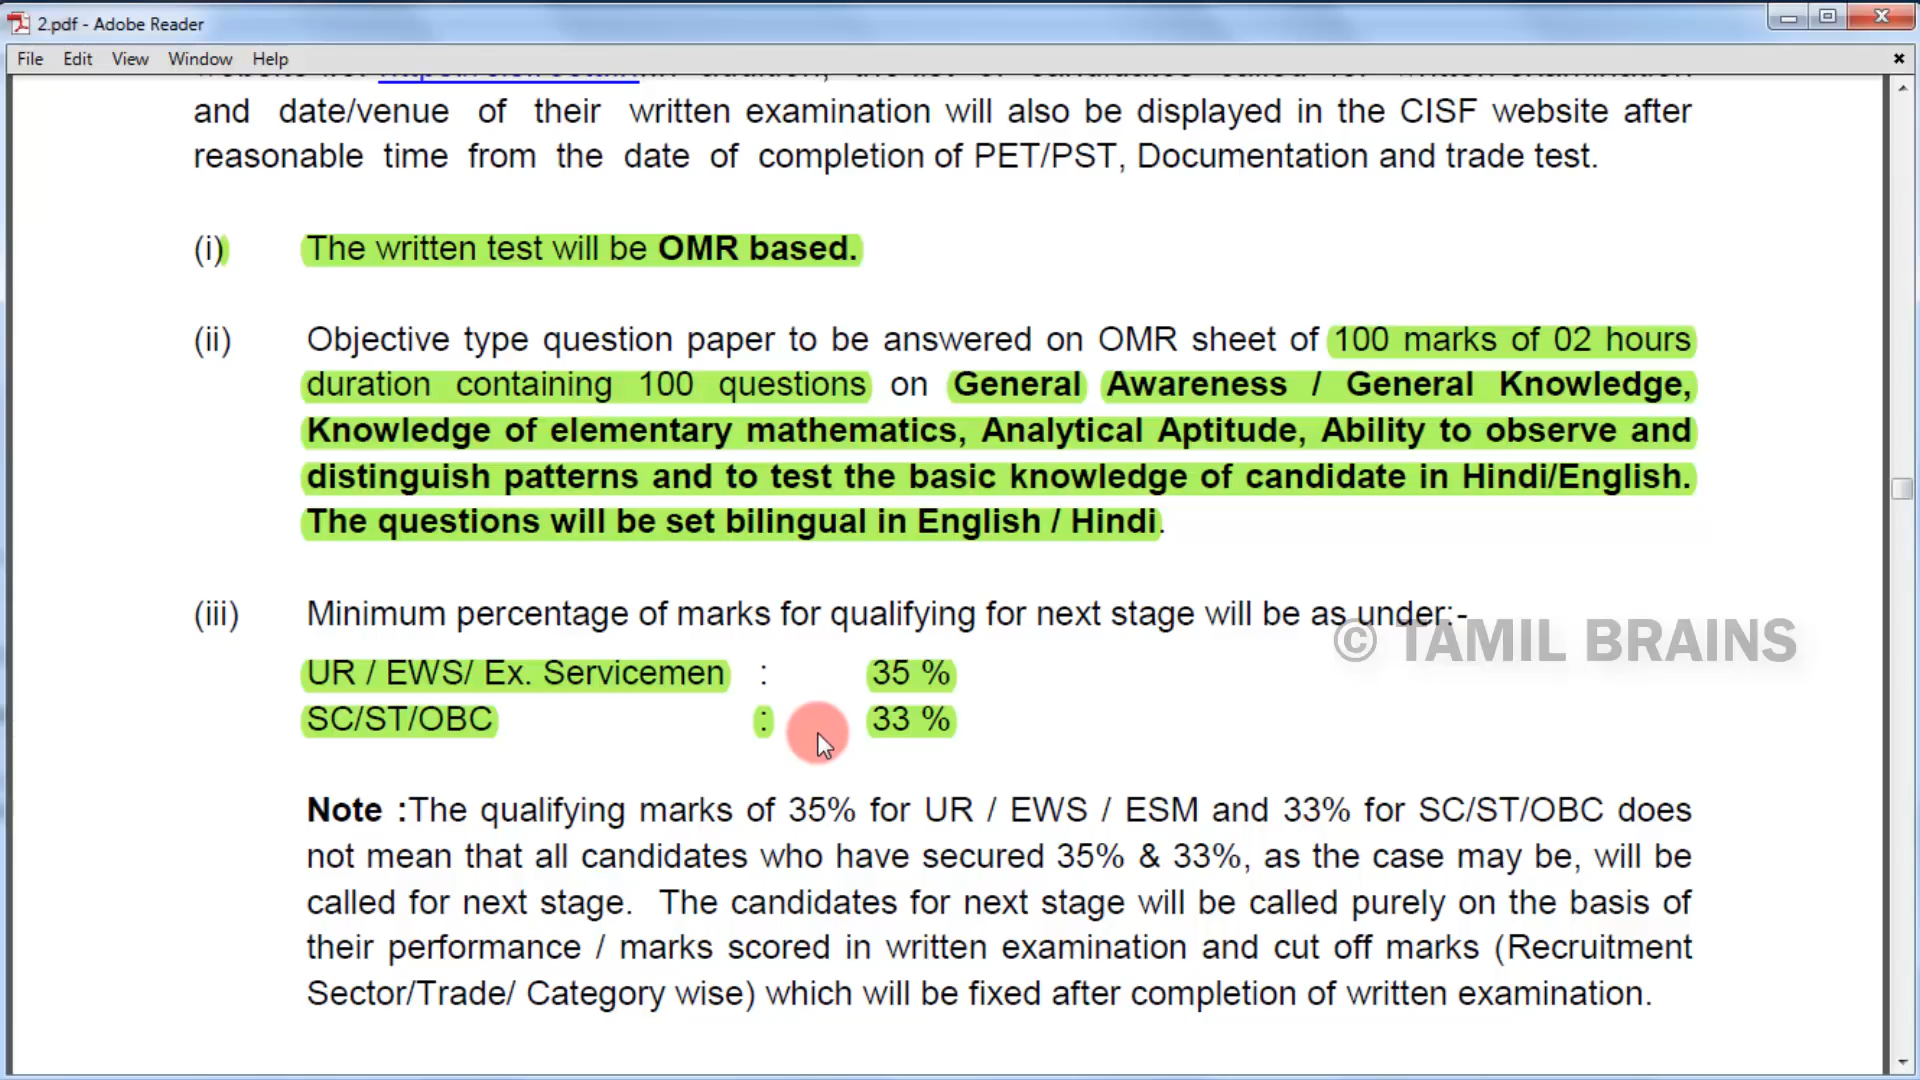 2.pdf - Adobe Reader
File Edit View Window Help
and date/venue of their written examination will also be displayed in the CISF website after
reasonable time from the date of completion of PET/PST, Documentation and trade test.
(i) The written test will be OMR based.
(ii) Objective type question paper to be answered on OMR sheet of 100 marks of 02 hours
duration containing 100 questions on General Awareness / General Knowledge,
Knowledge of elementary mathematics, Analytical Aptitude, Ability to observe and
distinguish patterns and to test the basic knowledge of candidate in Hindi/English.
The questions will be set bilingual in English / Hindi.
(iii) Minimum percentage of marks for qualifying for next stage will be as under:-
© TAMIL BRAINS
UR / EWS/ Ex. Servicemen : 35 %
SC/ST/OBC : 33 %
Note :The qualifying marks of 35% for UR / EWS / ESM and 33% for SC/ST/OBC does
not mean that all candidates who have secured 35% & 33%, as the case may be, will be
called for next stage. The candidates for next stage will be called purely on the basis of
their performance / marks scored in written examination and cut off marks (Recruitment
Sector/Trade/ Category wise) which will be fixed after completion of written examination.